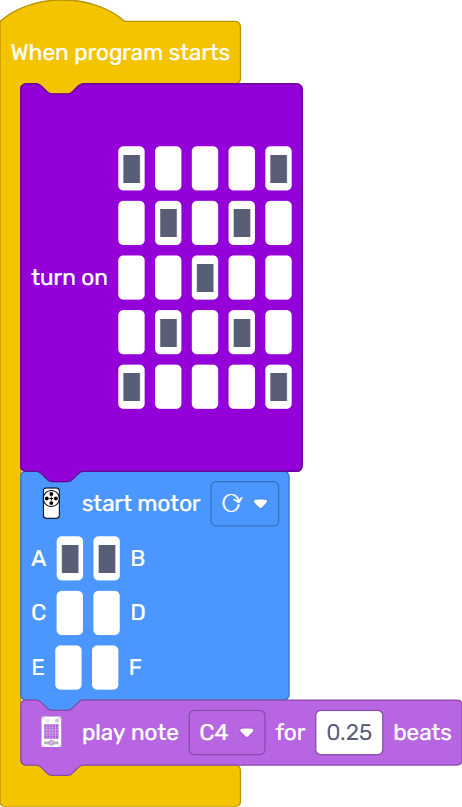 When program starts
turn on
start motor
A B
C D
E F
play note C4 for 0.25 beats